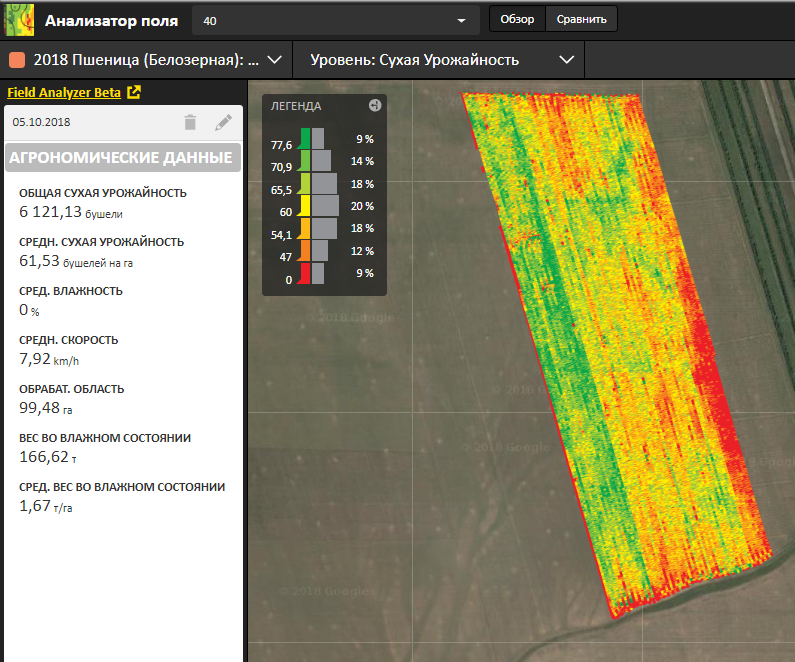 Анализатор поля
40
Обзор
Сравнить
2018 Пшеница (Белозерная): ...
Уровень: Сухая Урожайность
Field Analyzer Beta
05.10.2018
АГРОНОМИЧЕСКИЕ ДАННЫЕ
ОБЩАЯ СУХАЯ УРОЖАЙНОСТЬ
6 121,13 бушели
СРЕДН. СУХАЯ УРОЖАЙНОСТЬ
61,53 бушелей на га
СРЕД. ВЛАЖНОСТЬ
0 %
СРЕДН. СКОРОСТЬ
7,92 km/h
ОБРАБАТ. ОБЛАСТЬ
99,48 га
ВЕС ВО ВЛАЖНОМ СОСТОЯНИИ
166,62 т
СРЕД. ВЕС ВО ВЛАЖНОМ СОСТОЯНИИ
1,67 т/га
ЛЕГЕНДА
9 %
77,6
14 %
70,9
18 %
65,5
20 %
60
18 %
54,1
12 %
47
9 %
0
© 2018 Google
© 2018 Google
© 2018 Google